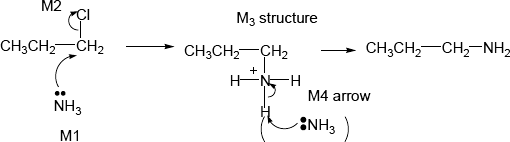 M2
Cl
CH₃CH₂—CH₂
••
NH₃
M1
M₃ structure
CH₃CH₂—CH₂
+
H—N—H
M4 arrow
H
( :NH₃ )
CH₃CH₂—CH₂—NH₂